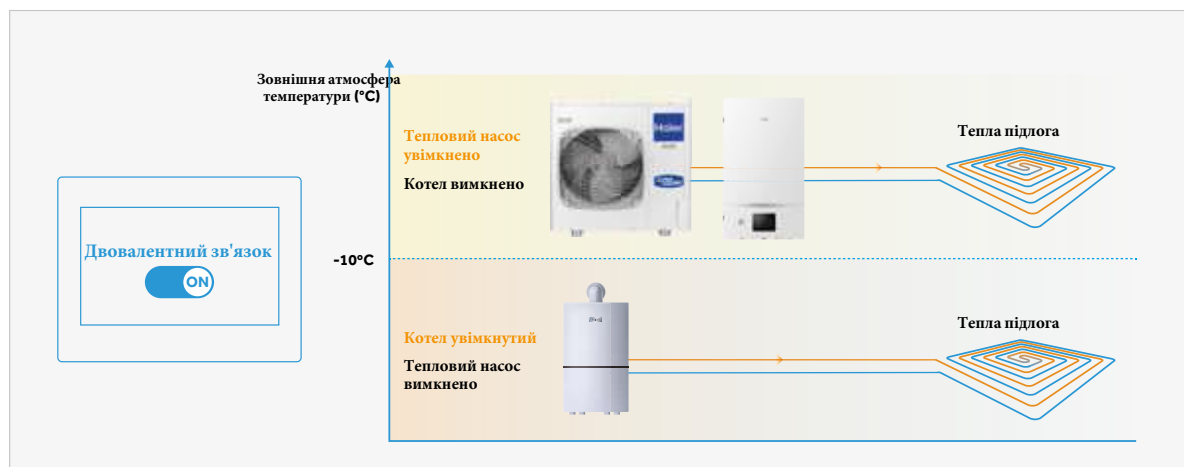 Зовнішня атмосфера
температури (°C)
Тепловий насос
увімкнено
Котел вимкнено
Haier
Тепла підлога
Двовалентний зв'язок
ON
-10°C
Котел увімкнутий
Тепловий насос
вимкнено
Тепла підлога